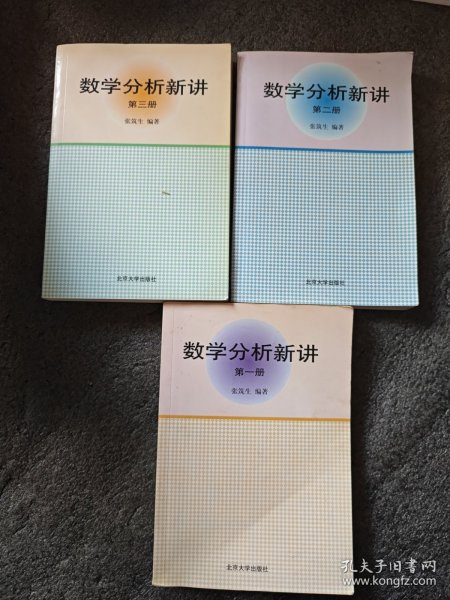 数学分析新讲
第三册
张筑生 编著
北京大学出版社
数学分析新讲
第二册
张筑生 编著
北京大学出版社
数学分析新讲
第一册
张筑生 编著
北京大学出版社
孔夫子旧书网
www.kongfz.com